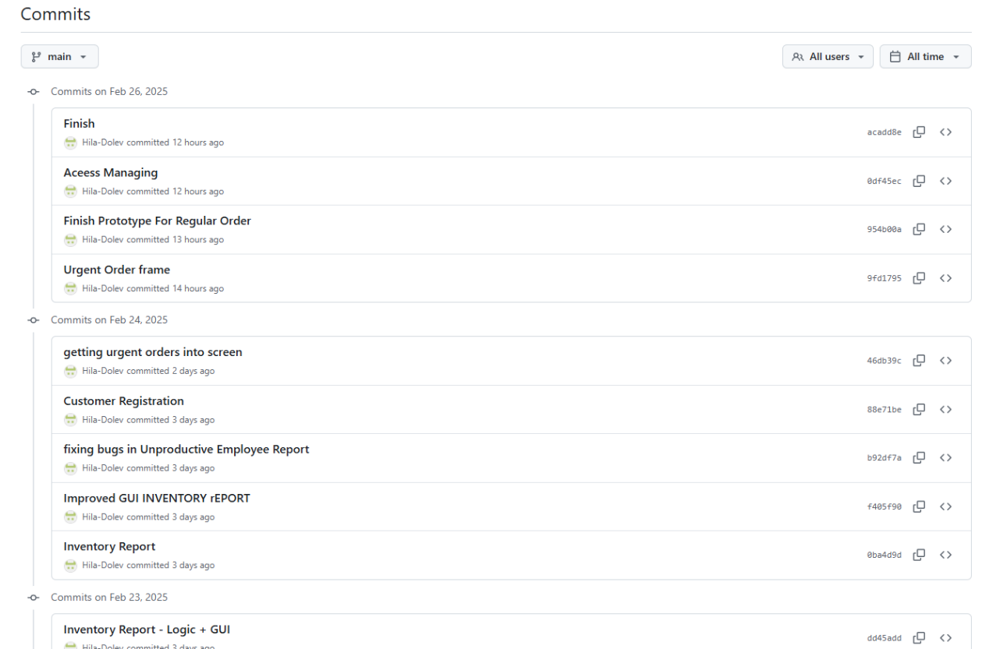 Commits
main
All users
All time
Commits on Feb 26, 2025
Finish
acadd8e
Hila-Dolev committed 12 hours ago
Aceess Managing
0df45ec
Hila-Dolev committed 12 hours ago
Finish Prototype For Regular Order
954b00a
Hila-Dolev committed 13 hours ago
Urgent Order frame
9fd1795
Hila-Dolev committed 14 hours ago
Commits on Feb 24, 2025
getting urgent orders into screen
46db39c
Hila-Dolev committed 2 days ago
Customer Registration
88e71be
Hila-Dolev committed 3 days ago
fixing bugs in Unproductive Employee Report
b92df7a
Hila-Dolev committed 3 days ago
Improved GUI INVENTORY rEPORT
f405f90
Hila-Dolev committed 3 days ago
Inventory Report
0ba4d9d
Hila-Dolev committed 3 days ago
Commits on Feb 23, 2025
Inventory Report - Logic + GUI
dd45add
Hila-Dolev committed 3 days ago